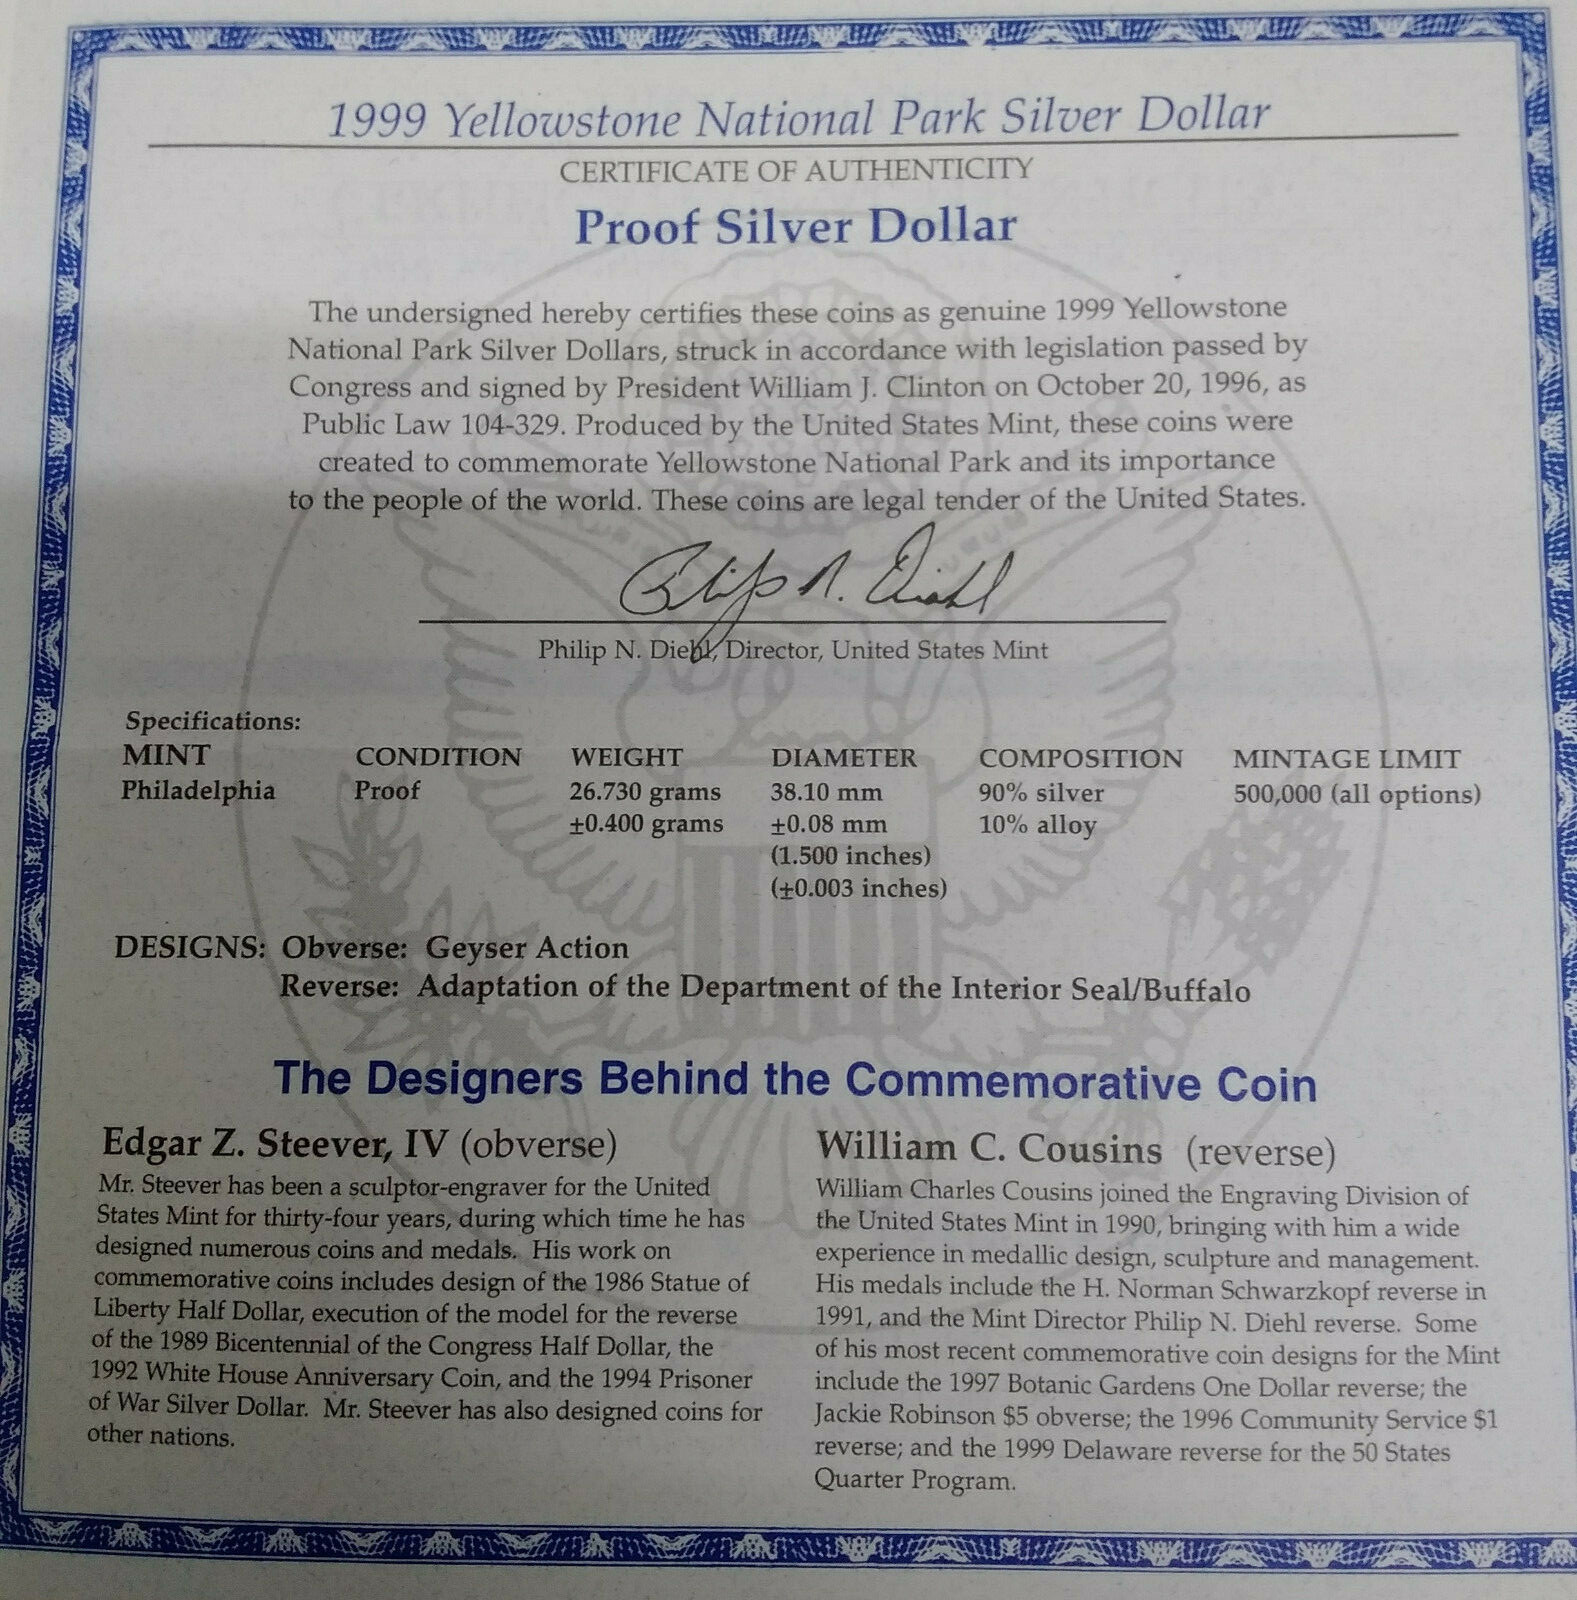 1999 Yellowstone National Park Silver Dollar
CERTIFICATE OF AUTHENTICITY
Proof Silver Dollar
The undersigned hereby certifies these coins as genuine 1999 Yellowstone
National Park Silver Dollars, struck in accordance with legislation passed by
Congress and signed by President William J. Clinton on October 20, 1996, as
Public Law 104-329. Produced by the United States Mint, these coins were
created to commemorate Yellowstone National Park and its importance
to the people of the world. These coins are legal tender of the United States.
Philip N. Diehl
Philip N. Diehl, Director, United States Mint
Specifications:
MINT CONDITION WEIGHT DIAMETER COMPOSITION MINTAGE LIMIT
Philadelphia Proof 26.730 grams 38.10 mm 90% silver 500,000 (all options)
±0.400 grams ±0.08 mm 10% alloy
(1.500 inches)
(±0.003 inches)
DESIGNS: Obverse: Geyser Action
Reverse: Adaptation of the Department of the Interior Seal/Buffalo
The Designers Behind the Commemorative Coin
Edgar Z. Steever, IV (obverse)
Mr. Steever has been a sculptor-engraver for the United
States Mint for thirty-four years, during which time he has
designed numerous coins and medals. His work on
commemorative coins includes design of the 1986 Statue of
Liberty Half Dollar, execution of the model for the reverse
of the 1989 Bicentennial of the Congress Half Dollar, the
1992 White House Anniversary Coin, and the 1994 Prisoner
of War Silver Dollar. Mr. Steever has also designed coins for
other nations.
William C. Cousins (reverse)
William Charles Cousins joined the Engraving Division of
the United States Mint in 1990, bringing with him a wide
experience in medallic design, sculpture and management.
His medals include the H. Norman Schwarzkopf reverse in
1991, and the Mint Director Philip N. Diehl reverse. Some
of his most recent commemorative coin designs for the Mint
include the 1997 Botanic Gardens One Dollar reverse; the
Jackie Robinson $5 obverse; the 1996 Community Service $1
reverse; and the 1999 Delaware reverse for the 50 States
Quarter Program.